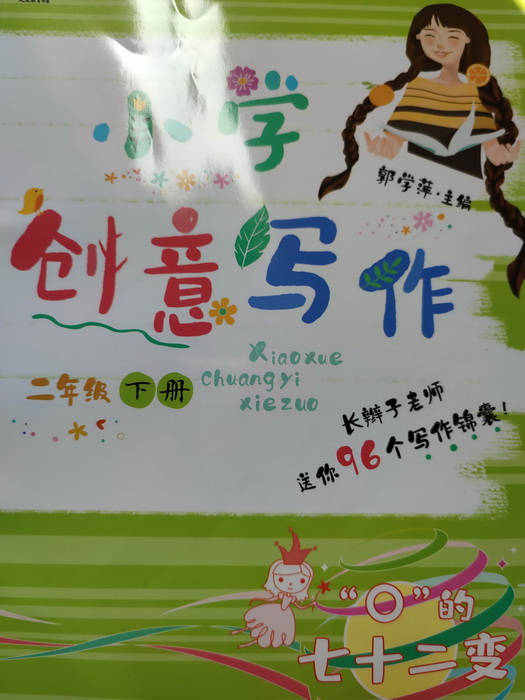 小学
郭学萍·主编
创意写作
Xiaoxue
chuangyi
xiezuo
二年级 下册
长辫子老师
送你96个写作锦囊！
“O”的
七十二变